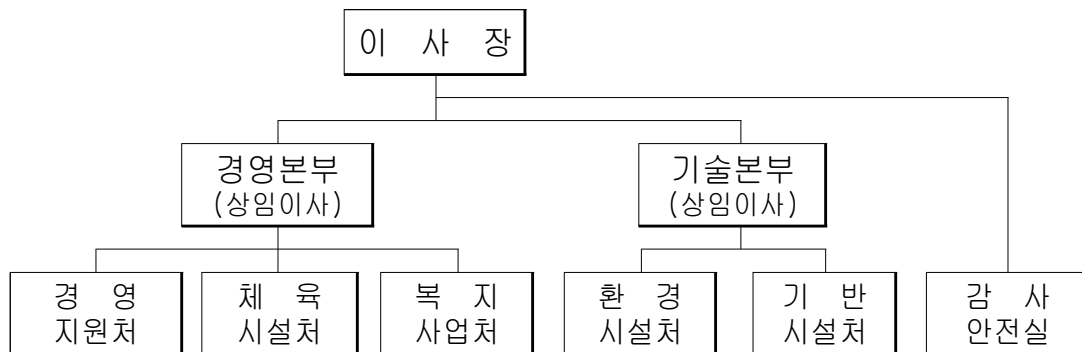 이 사 장
경영본부
(상임이사)
기술본부
(상임이사)
경 영
지원처
체 육
시설처
복 지
사업처
환 경
시설처
기 반
시설처
감 사
안전실